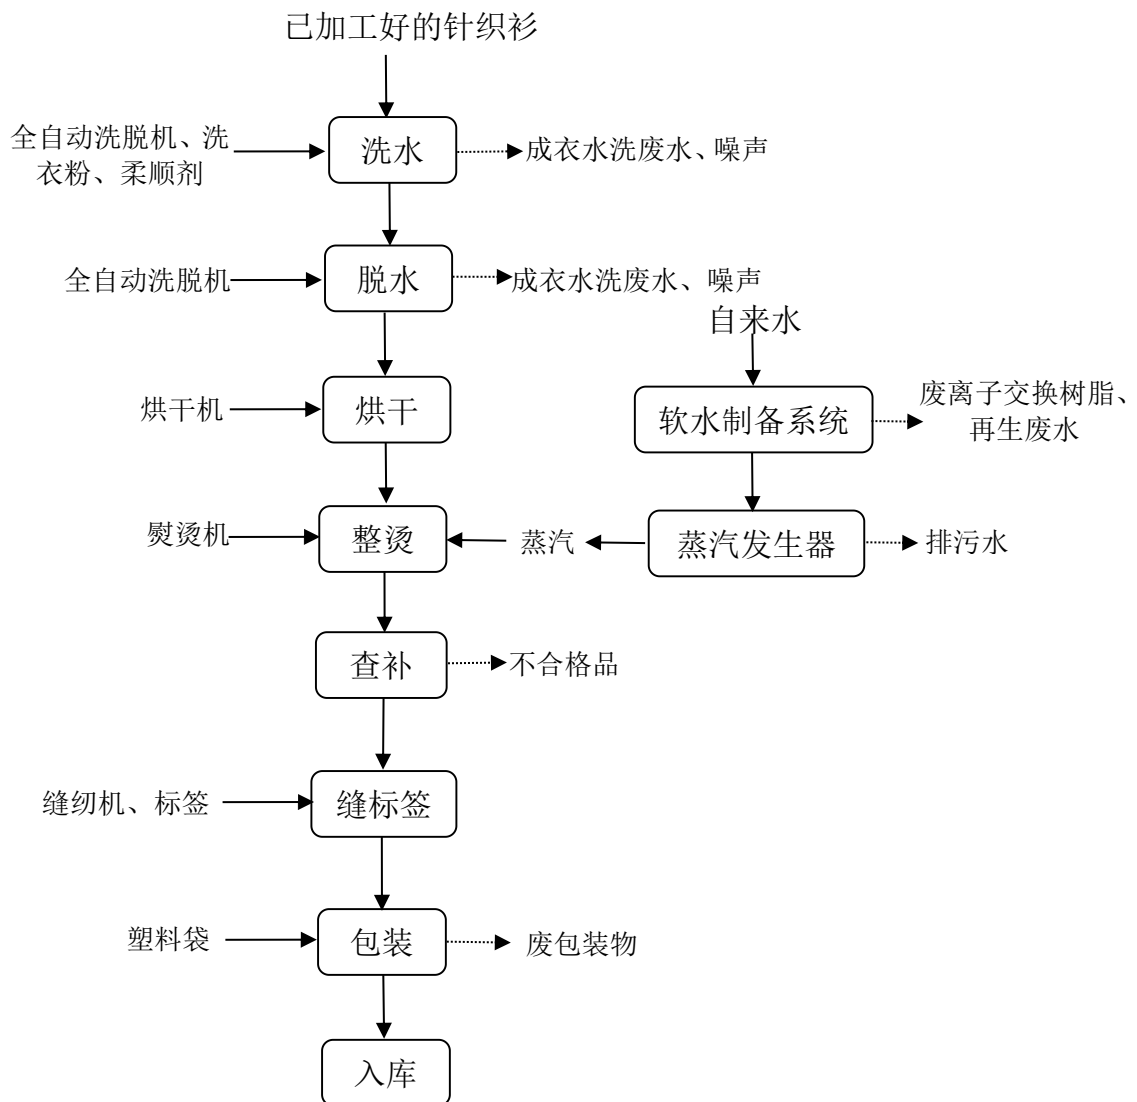 已加工好的针织衫
全自动洗脱机、洗
衣粉、柔顺剂
洗水
成衣水洗废水、噪声
全自动洗脱机
脱水
成衣水洗废水、噪声
自来水
烘干机
烘干
软水制备系统
废离子交换树脂、
再生废水
熨烫机
整烫
蒸汽
蒸汽发生器
排污水
查补
不合格品
缝纫机、标签
缝标签
塑料袋
包装
废包装物
入库